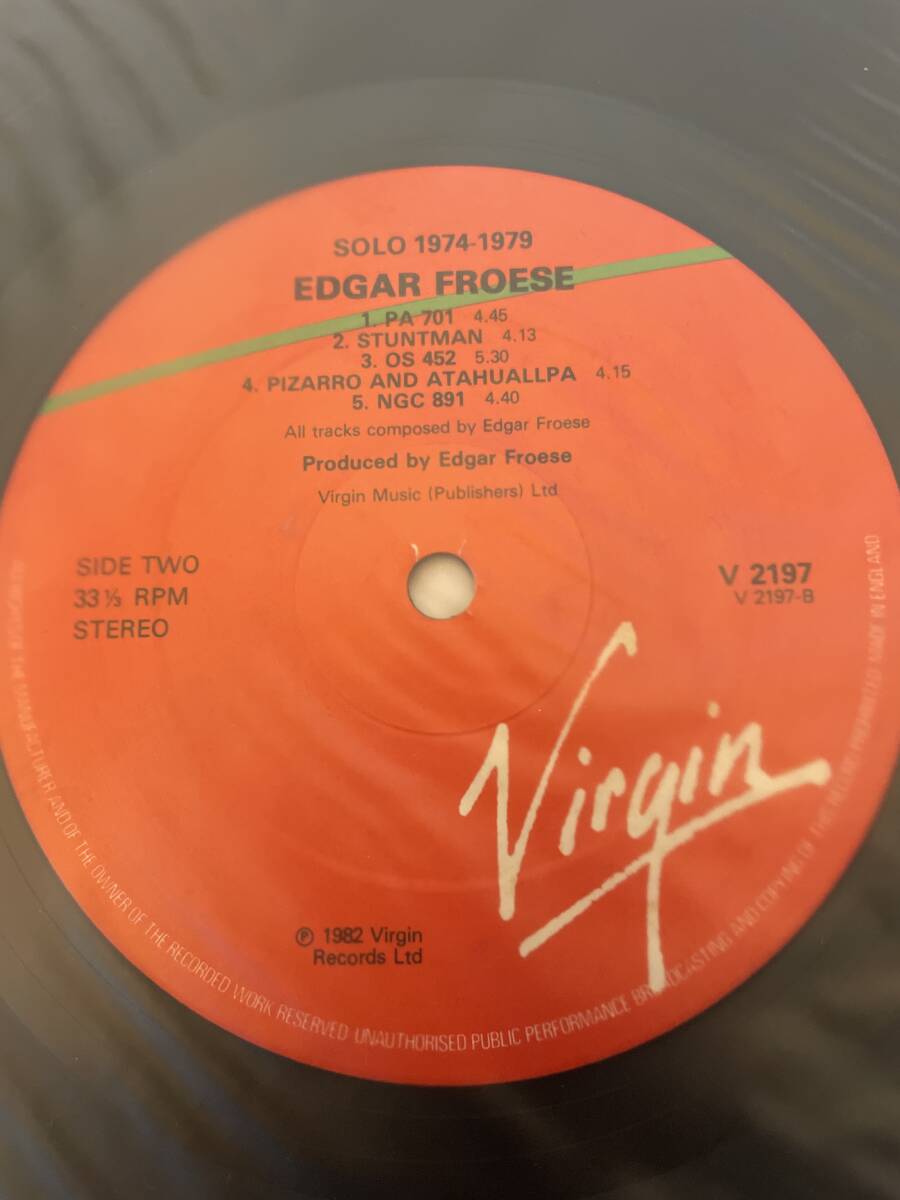 SOLO 1974-1979
EDGAR FROESE
1. PA 701 4.45
2. STUNTMAN 4.13
3. OS 452 5.30
4. PIZARRO AND ATAHUALLPA 4.15
5. NGC 891 4.40
All tracks composed by Edgar Froese
Produced by Edgar Froese
Virgin Music (Publishers) Ltd
SIDE TWO
33⅓ RPM
STEREO
V 2197
V 2197-B
Virgin
℗ 1982 Virgin
Records Ltd
THE MANUFACTURER AND OF THE OWNER OF THE RECORDED WORK RESERVED UNAUTHORISED PUBLIC PERFORMANCE BROADCASTING AND COPYING OF THIS RECORD PROHIBITED MADE IN ENGLAND